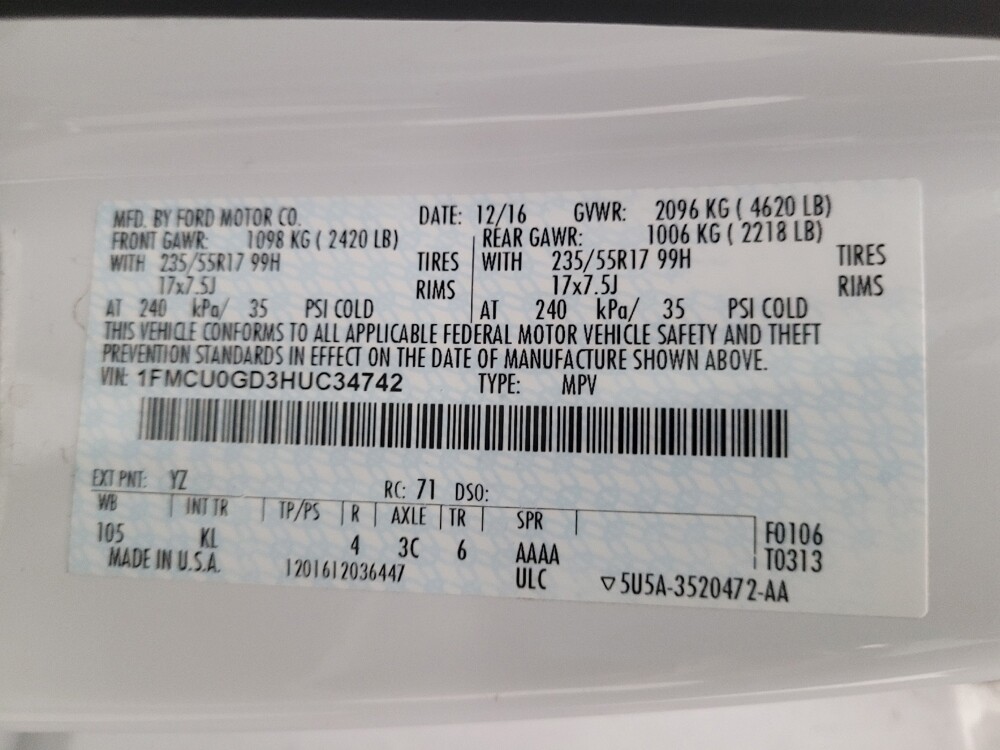 MFD. BY FORD MOTOR CO. DATE: 12/16 GVWR: 2096 KG ( 4620 LB)
FRONT GAWR: 1098 KG ( 2420 LB) REAR GAWR: 1006 KG ( 2218 LB)
WITH 235/55R17 99H TIRES WITH 235/55R17 99H TIRES
17x7.5J RIMS 17x7.5J RIMS
AT 240 kPa/ 35 PSI COLD AT 240 kPa/ 35 PSI COLD
THIS VEHICLE CONFORMS TO ALL APPLICABLE FEDERAL MOTOR VEHICLE SAFETY AND THEFT
PREVENTION STANDARDS IN EFFECT ON THE DATE OF MANUFACTURE SHOWN ABOVE.
VIN: 1FMCU0GD3HUC34742 TYPE: MPV
EXT PNT: YZ RC: 71 DSO:
WB INT TR TP/PS R AXLE TR SPR
105 KL 4 3C 6 AAAA F0106
T0313
MADE IN U.S.A. 1201612036447 ULC ▽5U5A-3520472-AA